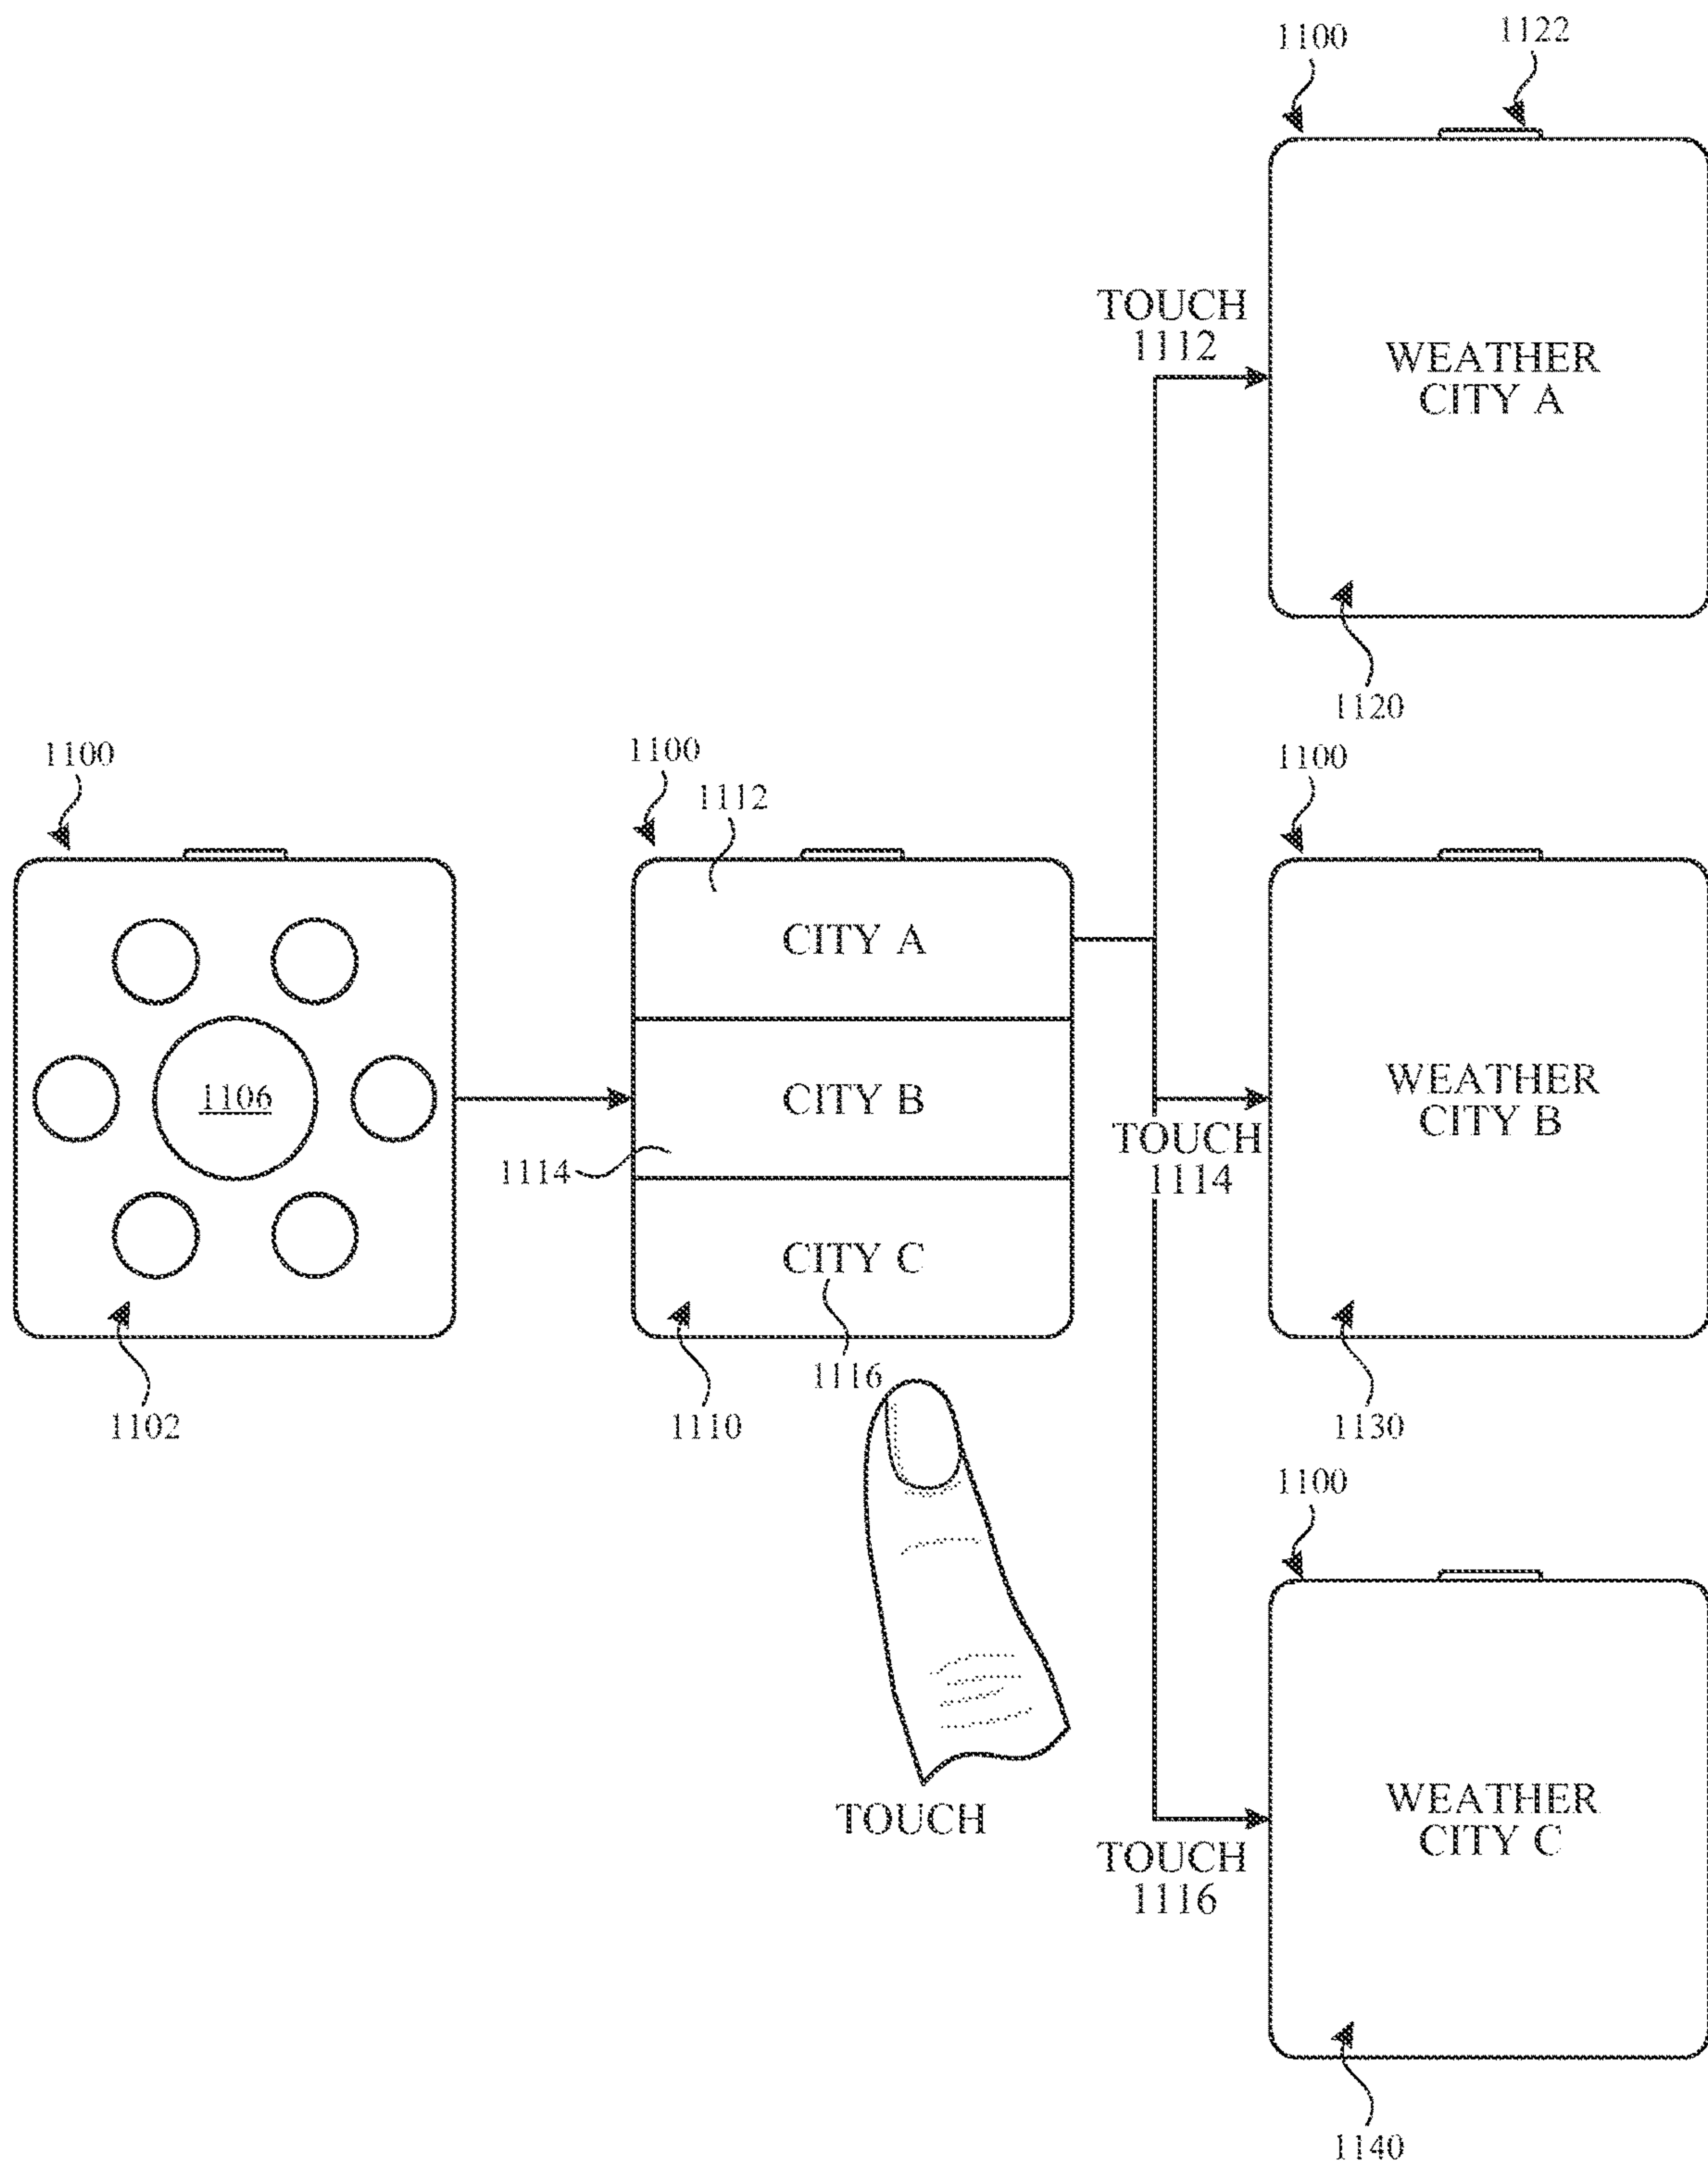 1100
1122
TOUCH
1112
WEATHER
CITY A
1120
1100
1106
1102
1100
1112
CITY A
CITY B
1114
CITY C
1116
1110
TOUCH
1100
TOUCH
1114
WEATHER
CITY B
1130
1100
TOUCH
1116
WEATHER
CITY C
1140